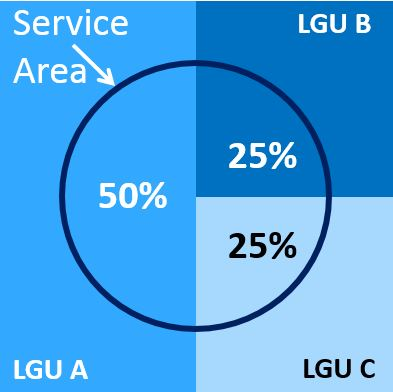 Service
Area
LGU B
25%
50%
25%
LGU A
LGU C